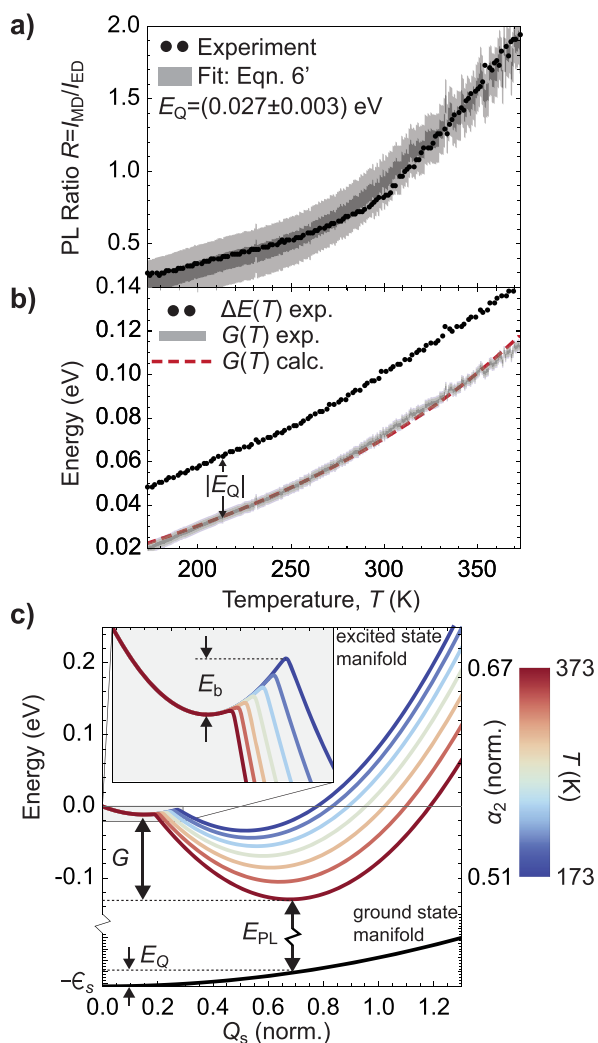 a)
2.0
1.5
1.0
0.5
0.14
PL Ratio R=I_MD/I_ED
Experiment
Fit: Eqn. 6'
E_Q=(0.027±0.003) eV
b)
0.12
0.10
0.08
0.06
0.04
0.02
Energy (eV)
ΔE(T) exp.
G(T) exp.
G(T) calc.
|E_Q|
200 250 300 350
Temperature, T (K)
c)
0.2
0.1
0.0
-0.1
−ϵ_s
Energy (eV)
excited state
manifold
E_b
G
E_PL
ground state
manifold
E_Q
0.0 0.2 0.4 0.6 0.8 1.0 1.2
Q_s (norm.)
0.67 373
α_2 (norm.)
T (K)
0.51 173